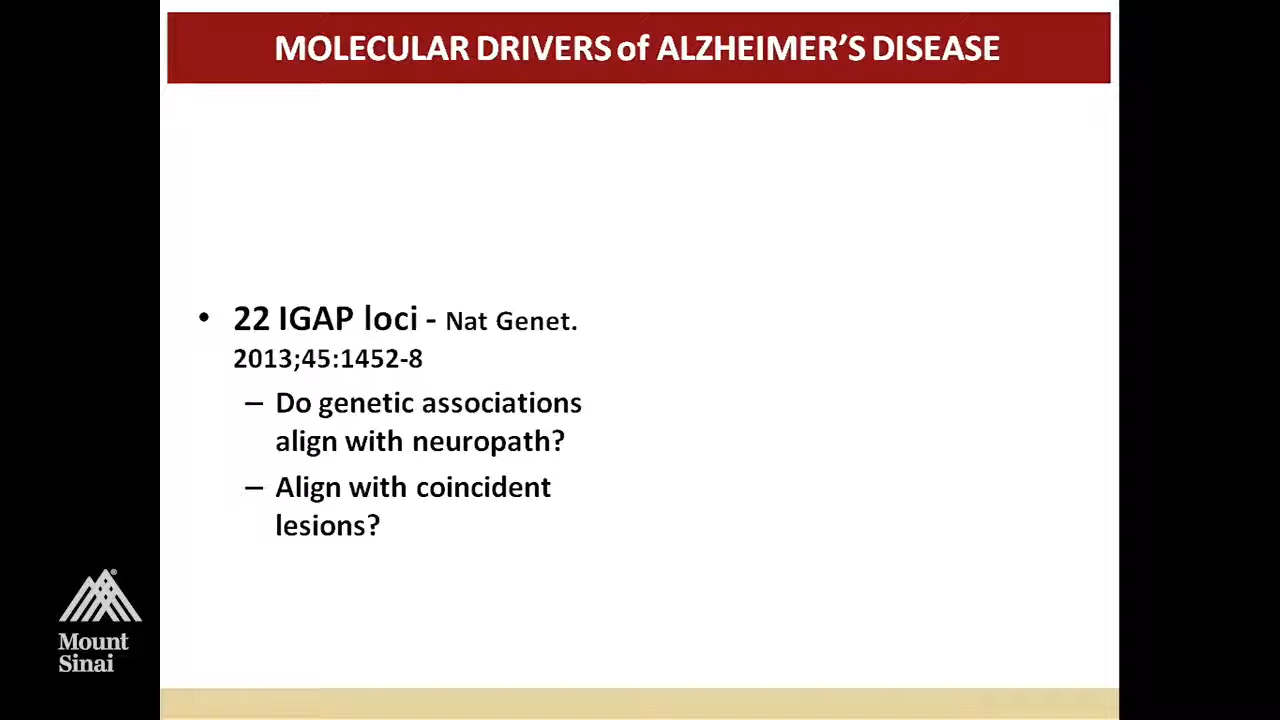 MOLECULAR DRIVERS of ALZHEIMER’S DISEASE
• 22 IGAP loci - Nat Genet.
2013;45:1452-8
– Do genetic associations
align with neuropath?
– Align with coincident
lesions?
Mount
Sinai